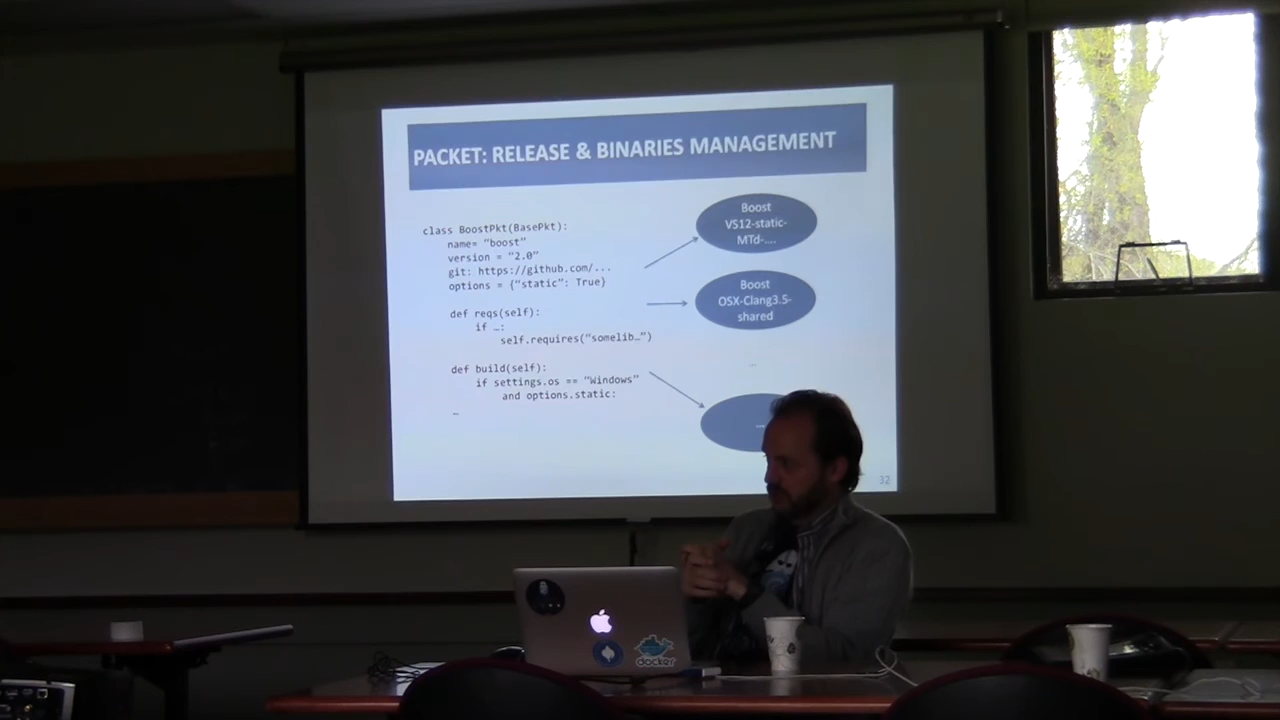 PACKET: RELEASE & BINARIES MANAGEMENT
class BoostPkt(BasePkt):
name= “boost”
version = “2.0”
git: https://github.com/...
options = {“static”: True}
def reqs(self):
if …:
self.requires(“somelib…”)
def build(self):
if settings.os == “Windows”
and options.static:
…
Boost
VS12-static-
MTd-….
Boost
OSX-Clang3.5-
shared
…
…
32
docker